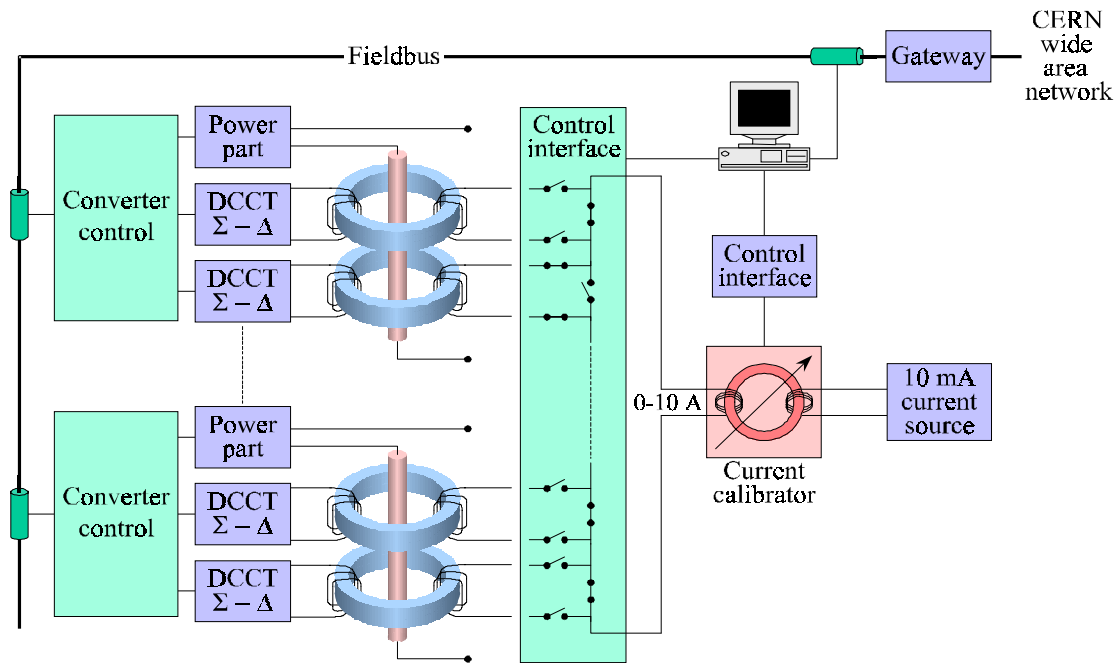 CERN
wide
area
network
Fieldbus
Gateway
Power
part
Control
interface
Converter
control
DCCT
Σ – Δ
DCCT
Σ – Δ
Control
interface
0-10 A
10 mA
current
source
Current
calibrator
Power
part
Converter
control
DCCT
Σ – Δ
DCCT
Σ – Δ